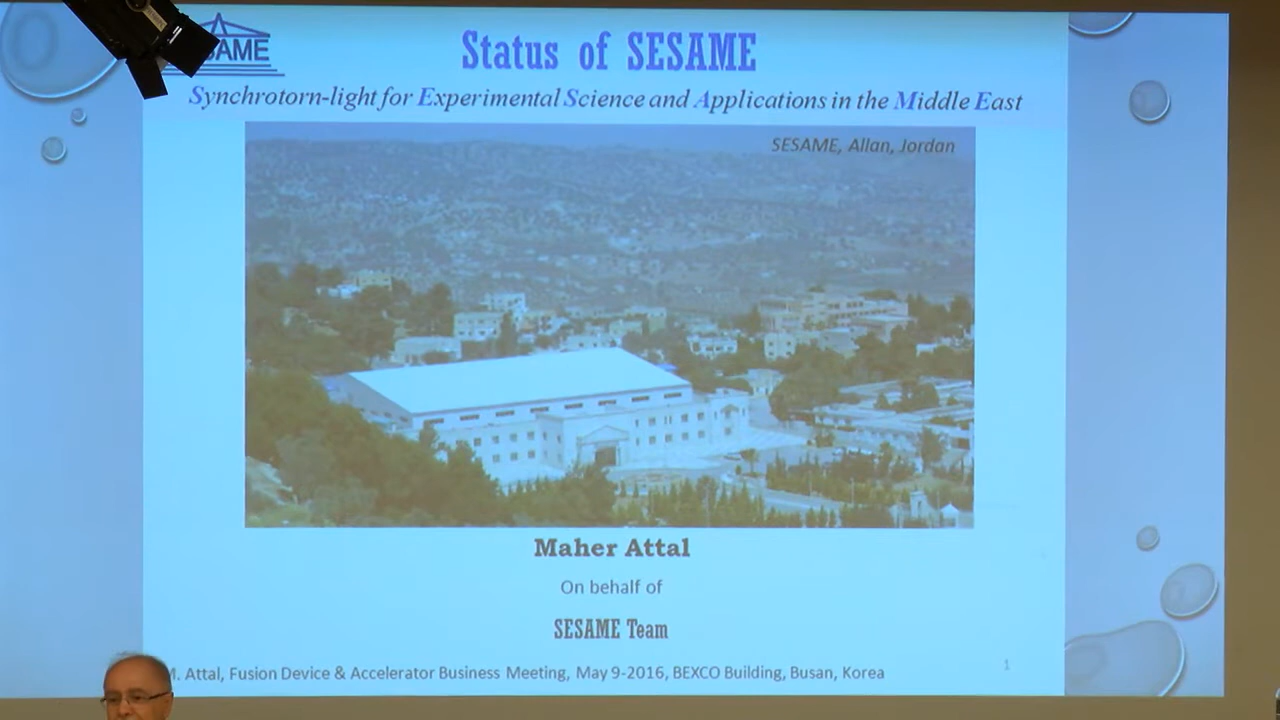 Status of SESAME
Synchrotorn-light for Experimental Science and Applications in the Middle East
SESAME, Allan, Jordan
Maher Attal
On behalf of
SESAME Team
Attal, Fusion Device & Accelerator Business Meeting, May 9-2016, BEXCO Building, Busan, Korea
1